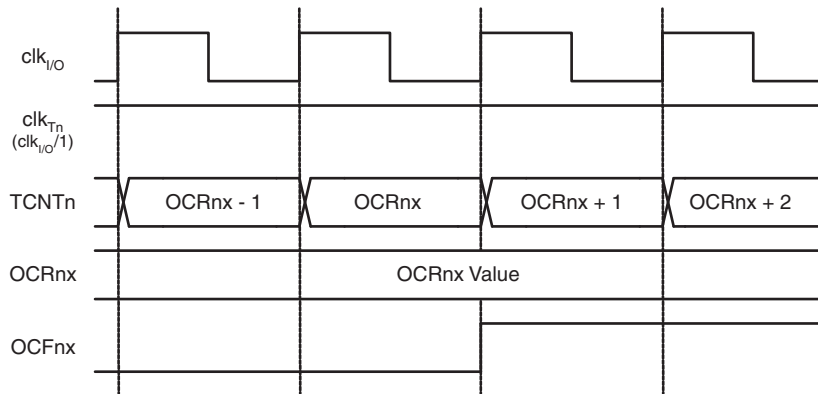 clkI/O
clkTn
(clkI/O/1)
TCNTn OCRnx - 1 OCRnx OCRnx + 1 OCRnx + 2
OCRnx OCRnx Value
OCFnx